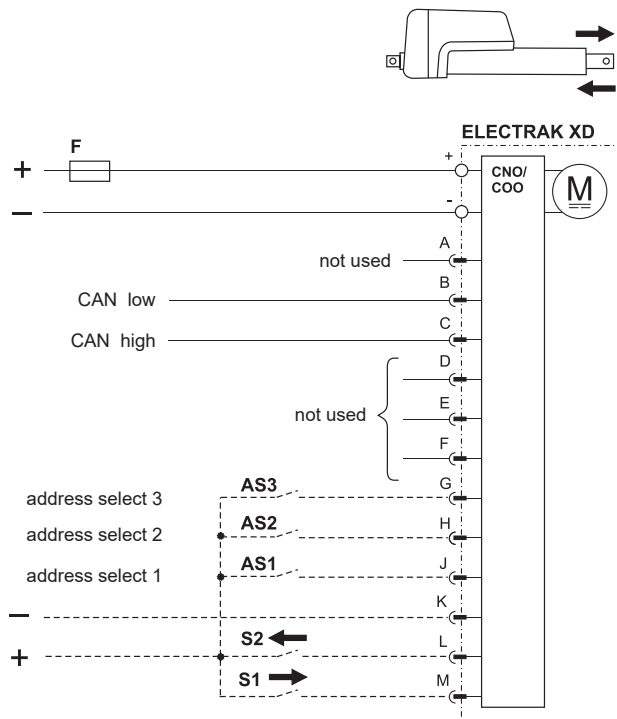 ELECTRAK XD
F
+
+
CNO/
COO
M
—
-
A
not used
B
CAN low
C
CAN high
D
E
not used
F
AS3
G
address select 3
AS2
H
address select 2
AS1
J
address select 1
K
—
S2
L
+
S1
M